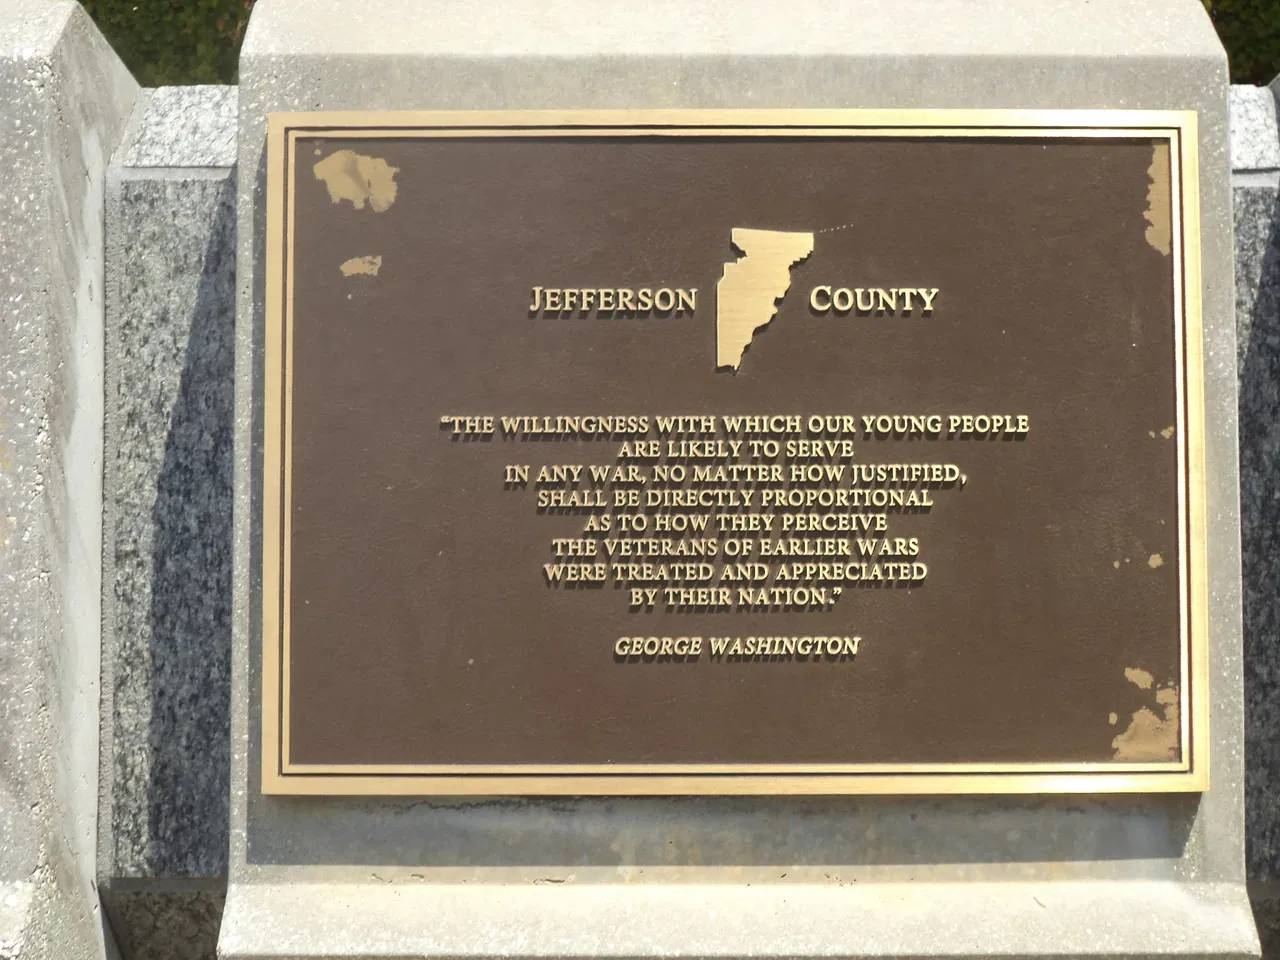 JEFFERSON COUNTY
"THE WILLINGNESS WITH WHICH OUR YOUNG PEOPLE
ARE LIKELY TO SERVE
IN ANY WAR, NO MATTER HOW JUSTIFIED,
SHALL BE DIRECTLY PROPORTIONAL
AS TO HOW THEY PERCEIVE
THE VETERANS OF EARLIER WARS
WERE TREATED AND APPRECIATED
BY THEIR NATION."
GEORGE WASHINGTON